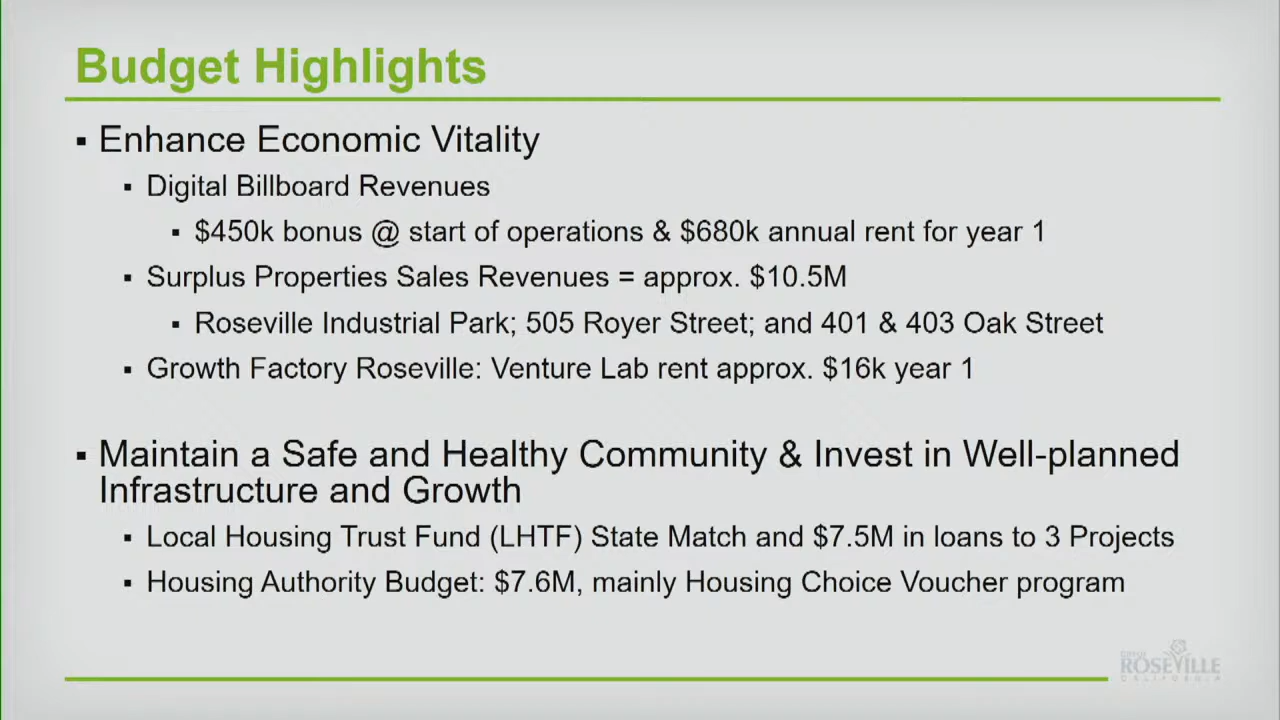 Budget Highlights
▪ Enhance Economic Vitality
▪ Digital Billboard Revenues
▪ $450k bonus @ start of operations & $680k annual rent for year 1
▪ Surplus Properties Sales Revenues = approx. $10.5M
▪ Roseville Industrial Park; 505 Royer Street; and 401 & 403 Oak Street
▪ Growth Factory Roseville: Venture Lab rent approx. $16k year 1
▪ Maintain a Safe and Healthy Community & Invest in Well-planned
Infrastructure and Growth
▪ Local Housing Trust Fund (LHTF) State Match and $7.5M in loans to 3 Projects
▪ Housing Authority Budget: $7.6M, mainly Housing Choice Voucher program
CITY OF
ROSEVILLE
CALIFORNIA